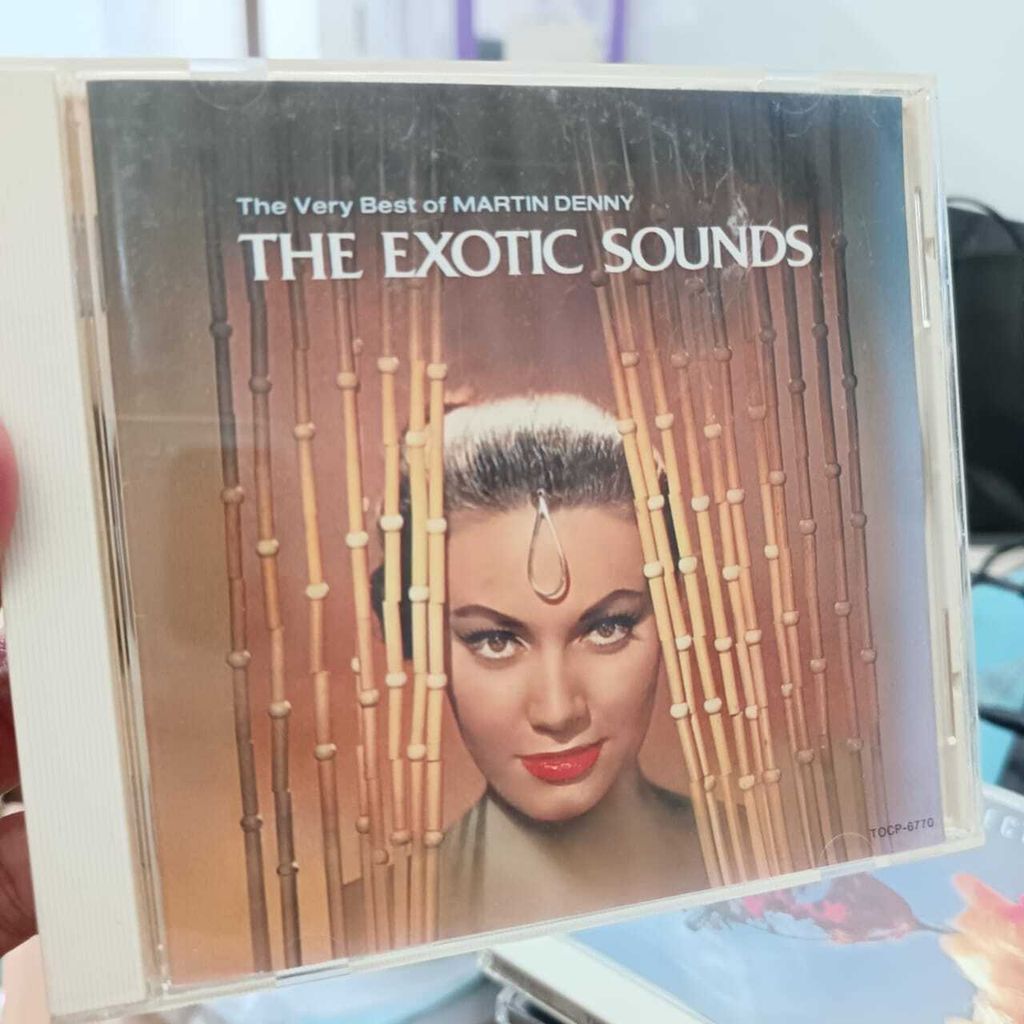 The Very Best of MARTIN DENNY
THE EXOTIC SOUNDS
TOCP-6770